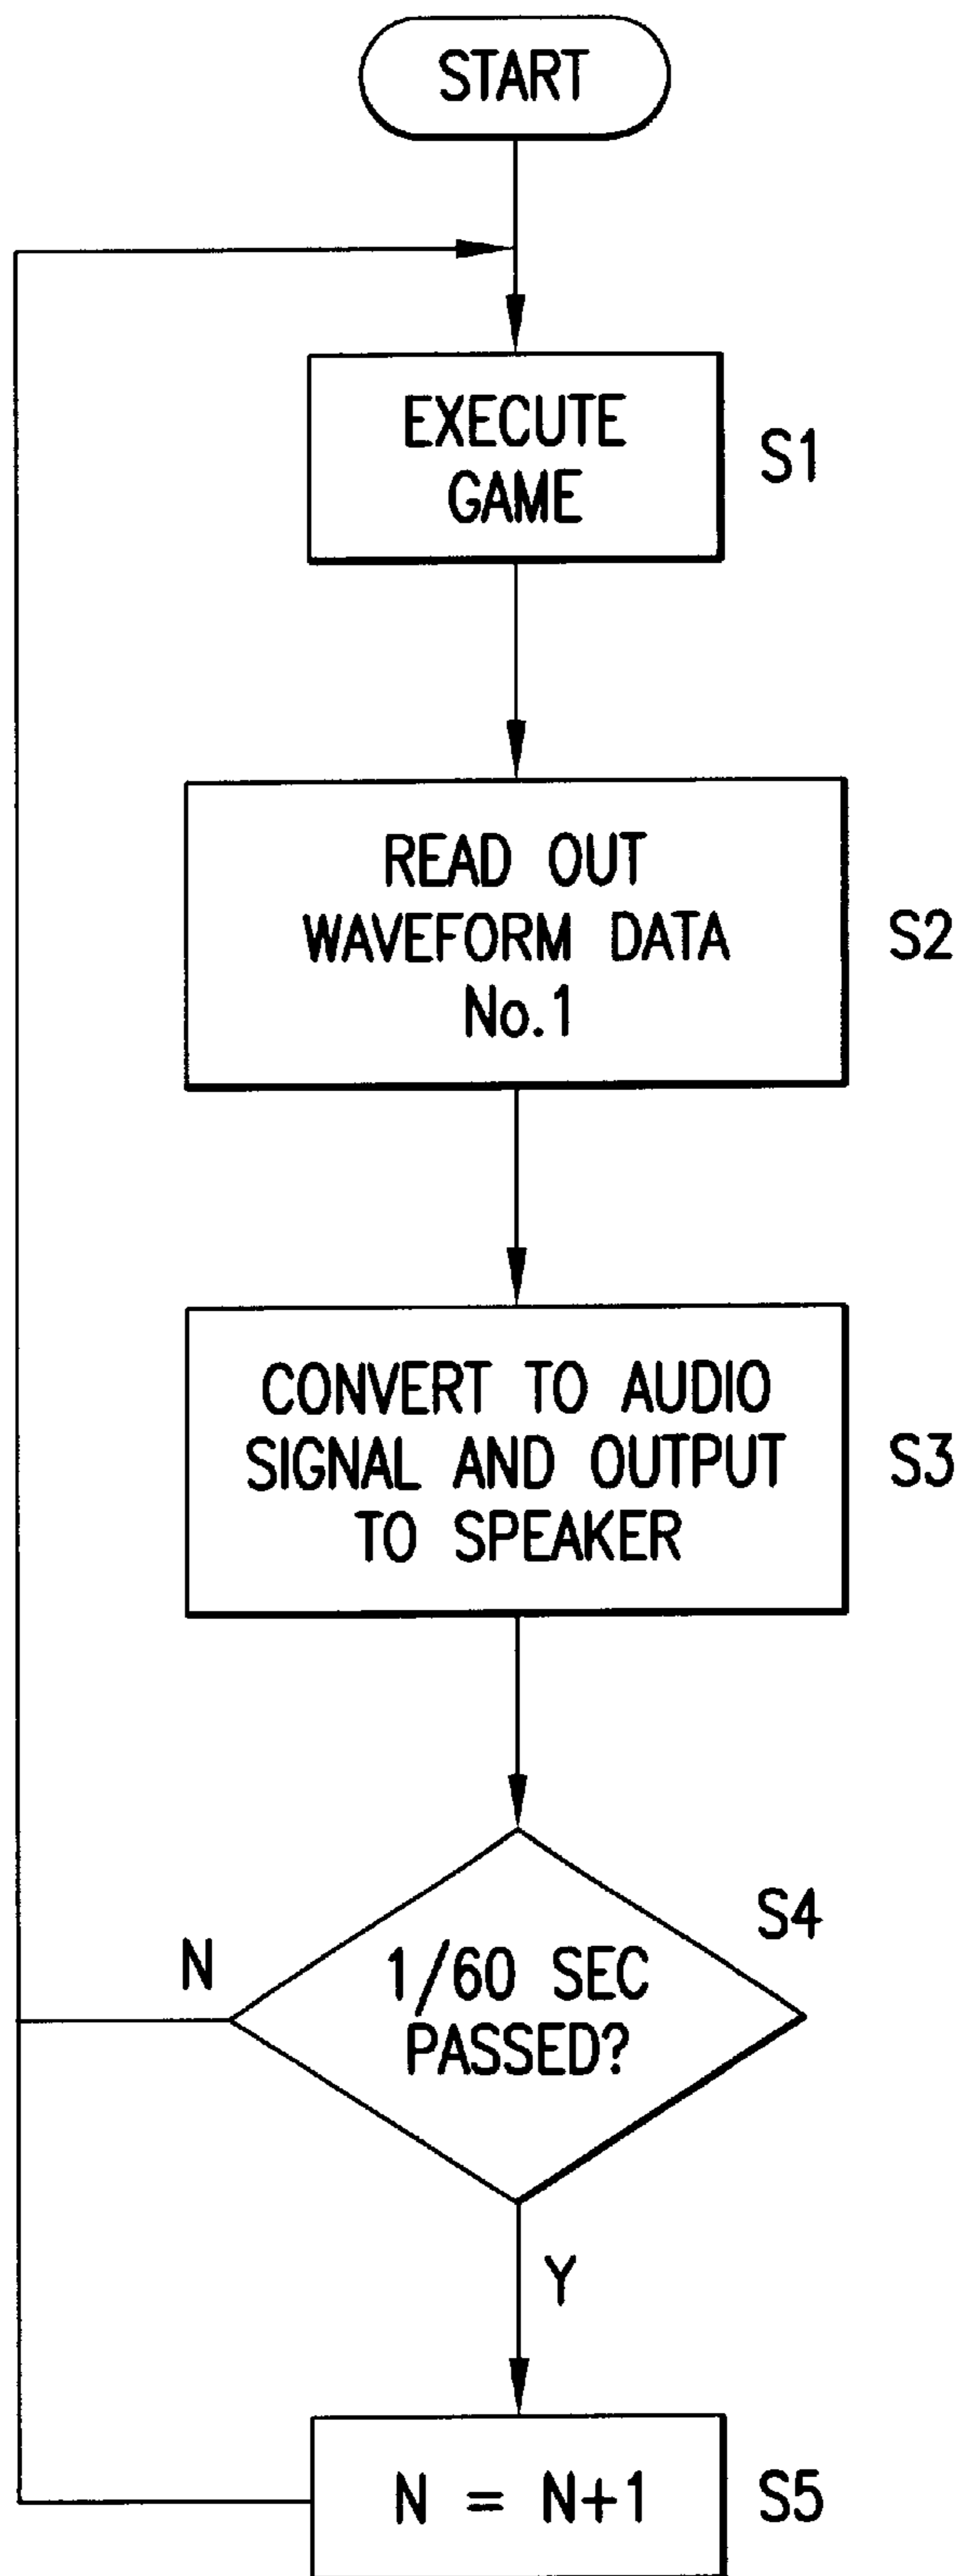 START
EXECUTE
GAME
S1
READ OUT
WAVEFORM DATA
No.1
S2
CONVERT TO AUDIO
SIGNAL AND OUTPUT
TO SPEAKER
S3
1/60 SEC
PASSED?
S4
N
Y
N = N+1
S5